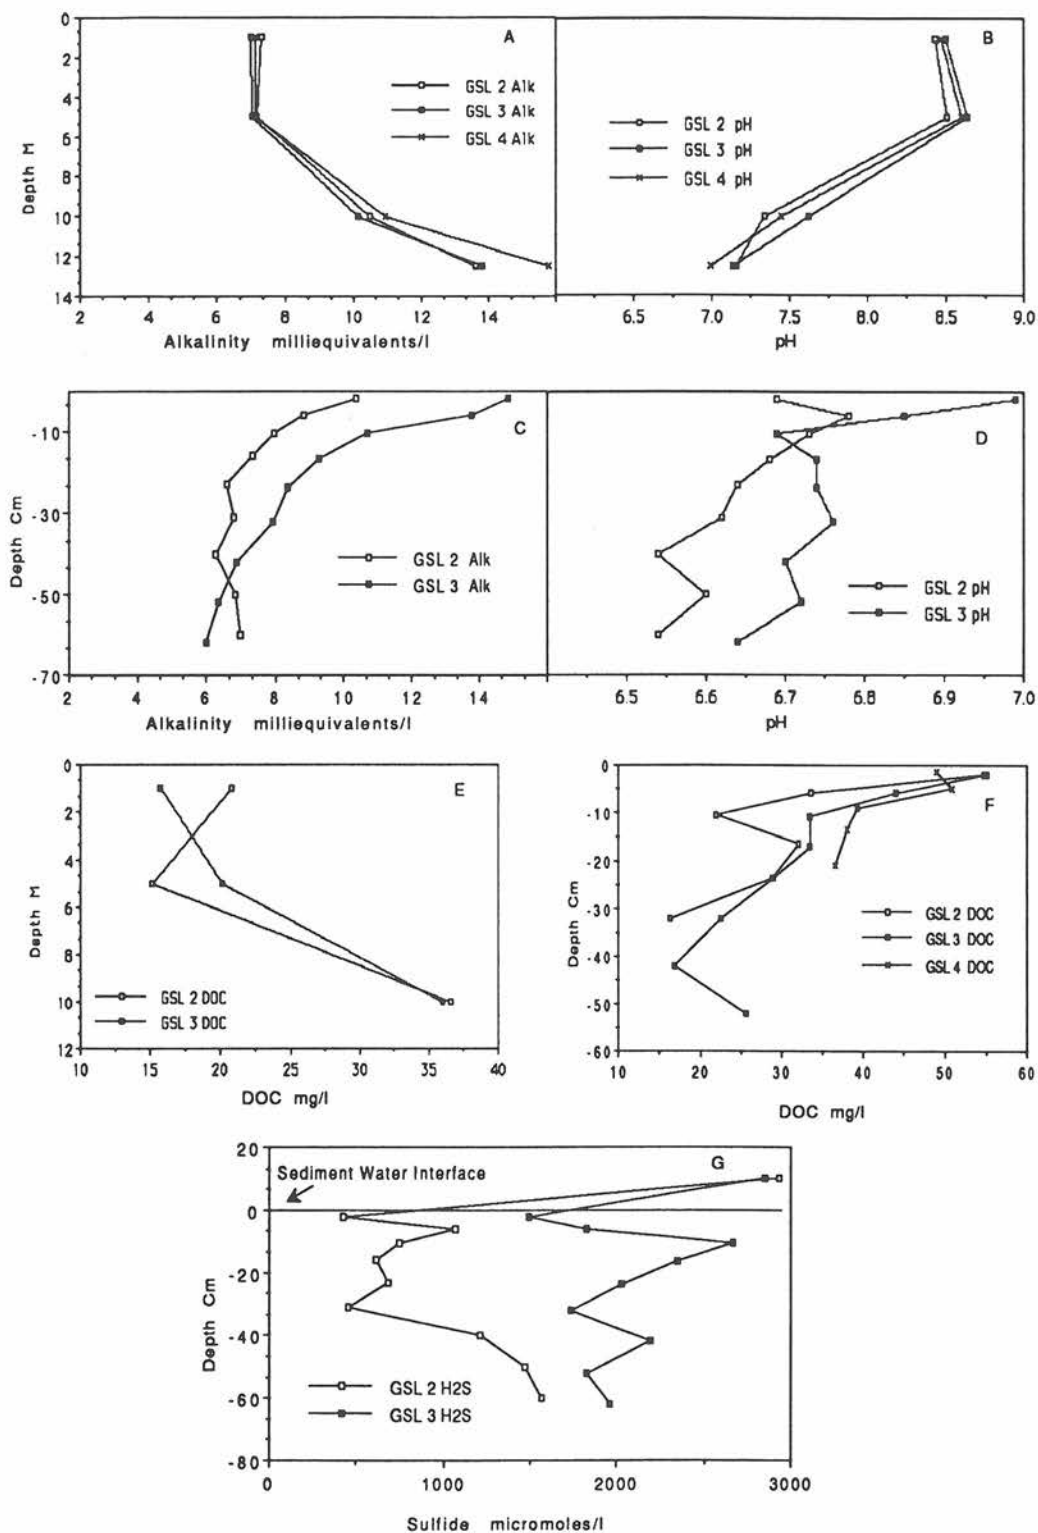 A
B
0
2
4
6
8
10
12
14
Depth M
GSL 2 Alk
GSL 3 Alk
GSL 4 Alk
GSL 2 pH
GSL 3 pH
GSL 4 pH
2 4 6 8 10 12 14
6.5 7.0 7.5 8.0 8.5 9.0
Alkalinity milliequivalents/l
pH
C
D
-10
-30
-50
-70
Depth Cm
GSL 2 Alk
GSL 3 Alk
GSL 2 pH
GSL 3 pH
2 4 6 8 10 12 14
6.5 6.6 6.7 6.8 6.9 7.0
Alkalinity milliequivalents/l
pH
E
0
2
4
6
8
10
12
Depth M
GSL 2 DOC
GSL 3 DOC
10 15 20 25 30 35 40
DOC mg/l
F
0
-10
-20
-30
-40
-50
-60
Depth Cm
GSL 2 DOC
GSL 3 DOC
GSL 4 DOC
10 20 30 40 50 60
DOC mg/l
G
20
0
-20
-40
-60
-80
Depth Cm
Sediment Water Interface
GSL 2 H2S
GSL 3 H2S
0 1000 2000 3000
Sulfide micromoles/l